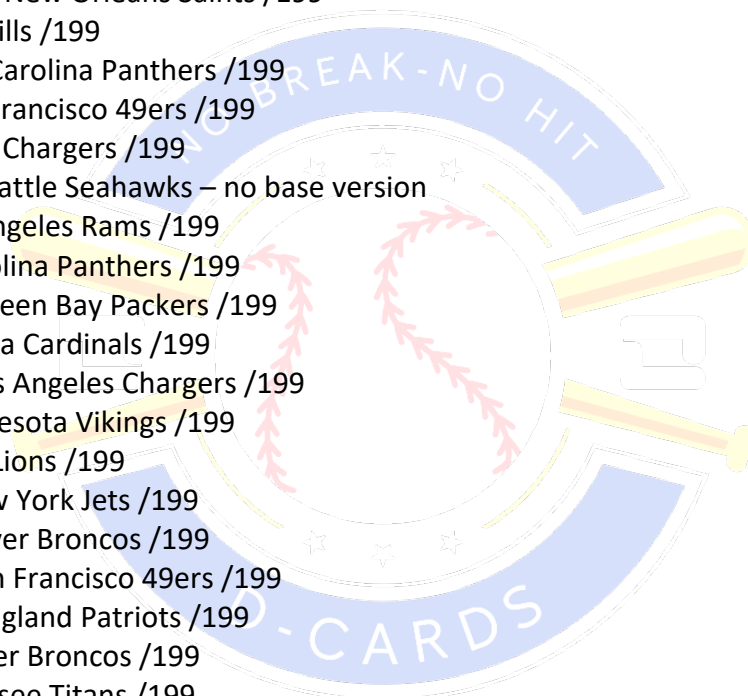 New Orleans Saints /199
ills /199
Carolina Panthers /199
rancisco 49ers /199
Chargers /199
attle Seahawks – no base version
ngeles Rams /199
olina Panthers /199
een Bay Packers /199
a Cardinals /199
s Angeles Chargers /199
esota Vikings /199
Lions /199
w York Jets /199
ver Broncos /199
n Francisco 49ers /199
gland Patriots /199
er Broncos /199
see Titans /199
NO BREAK-NO HIT
D-CARDS